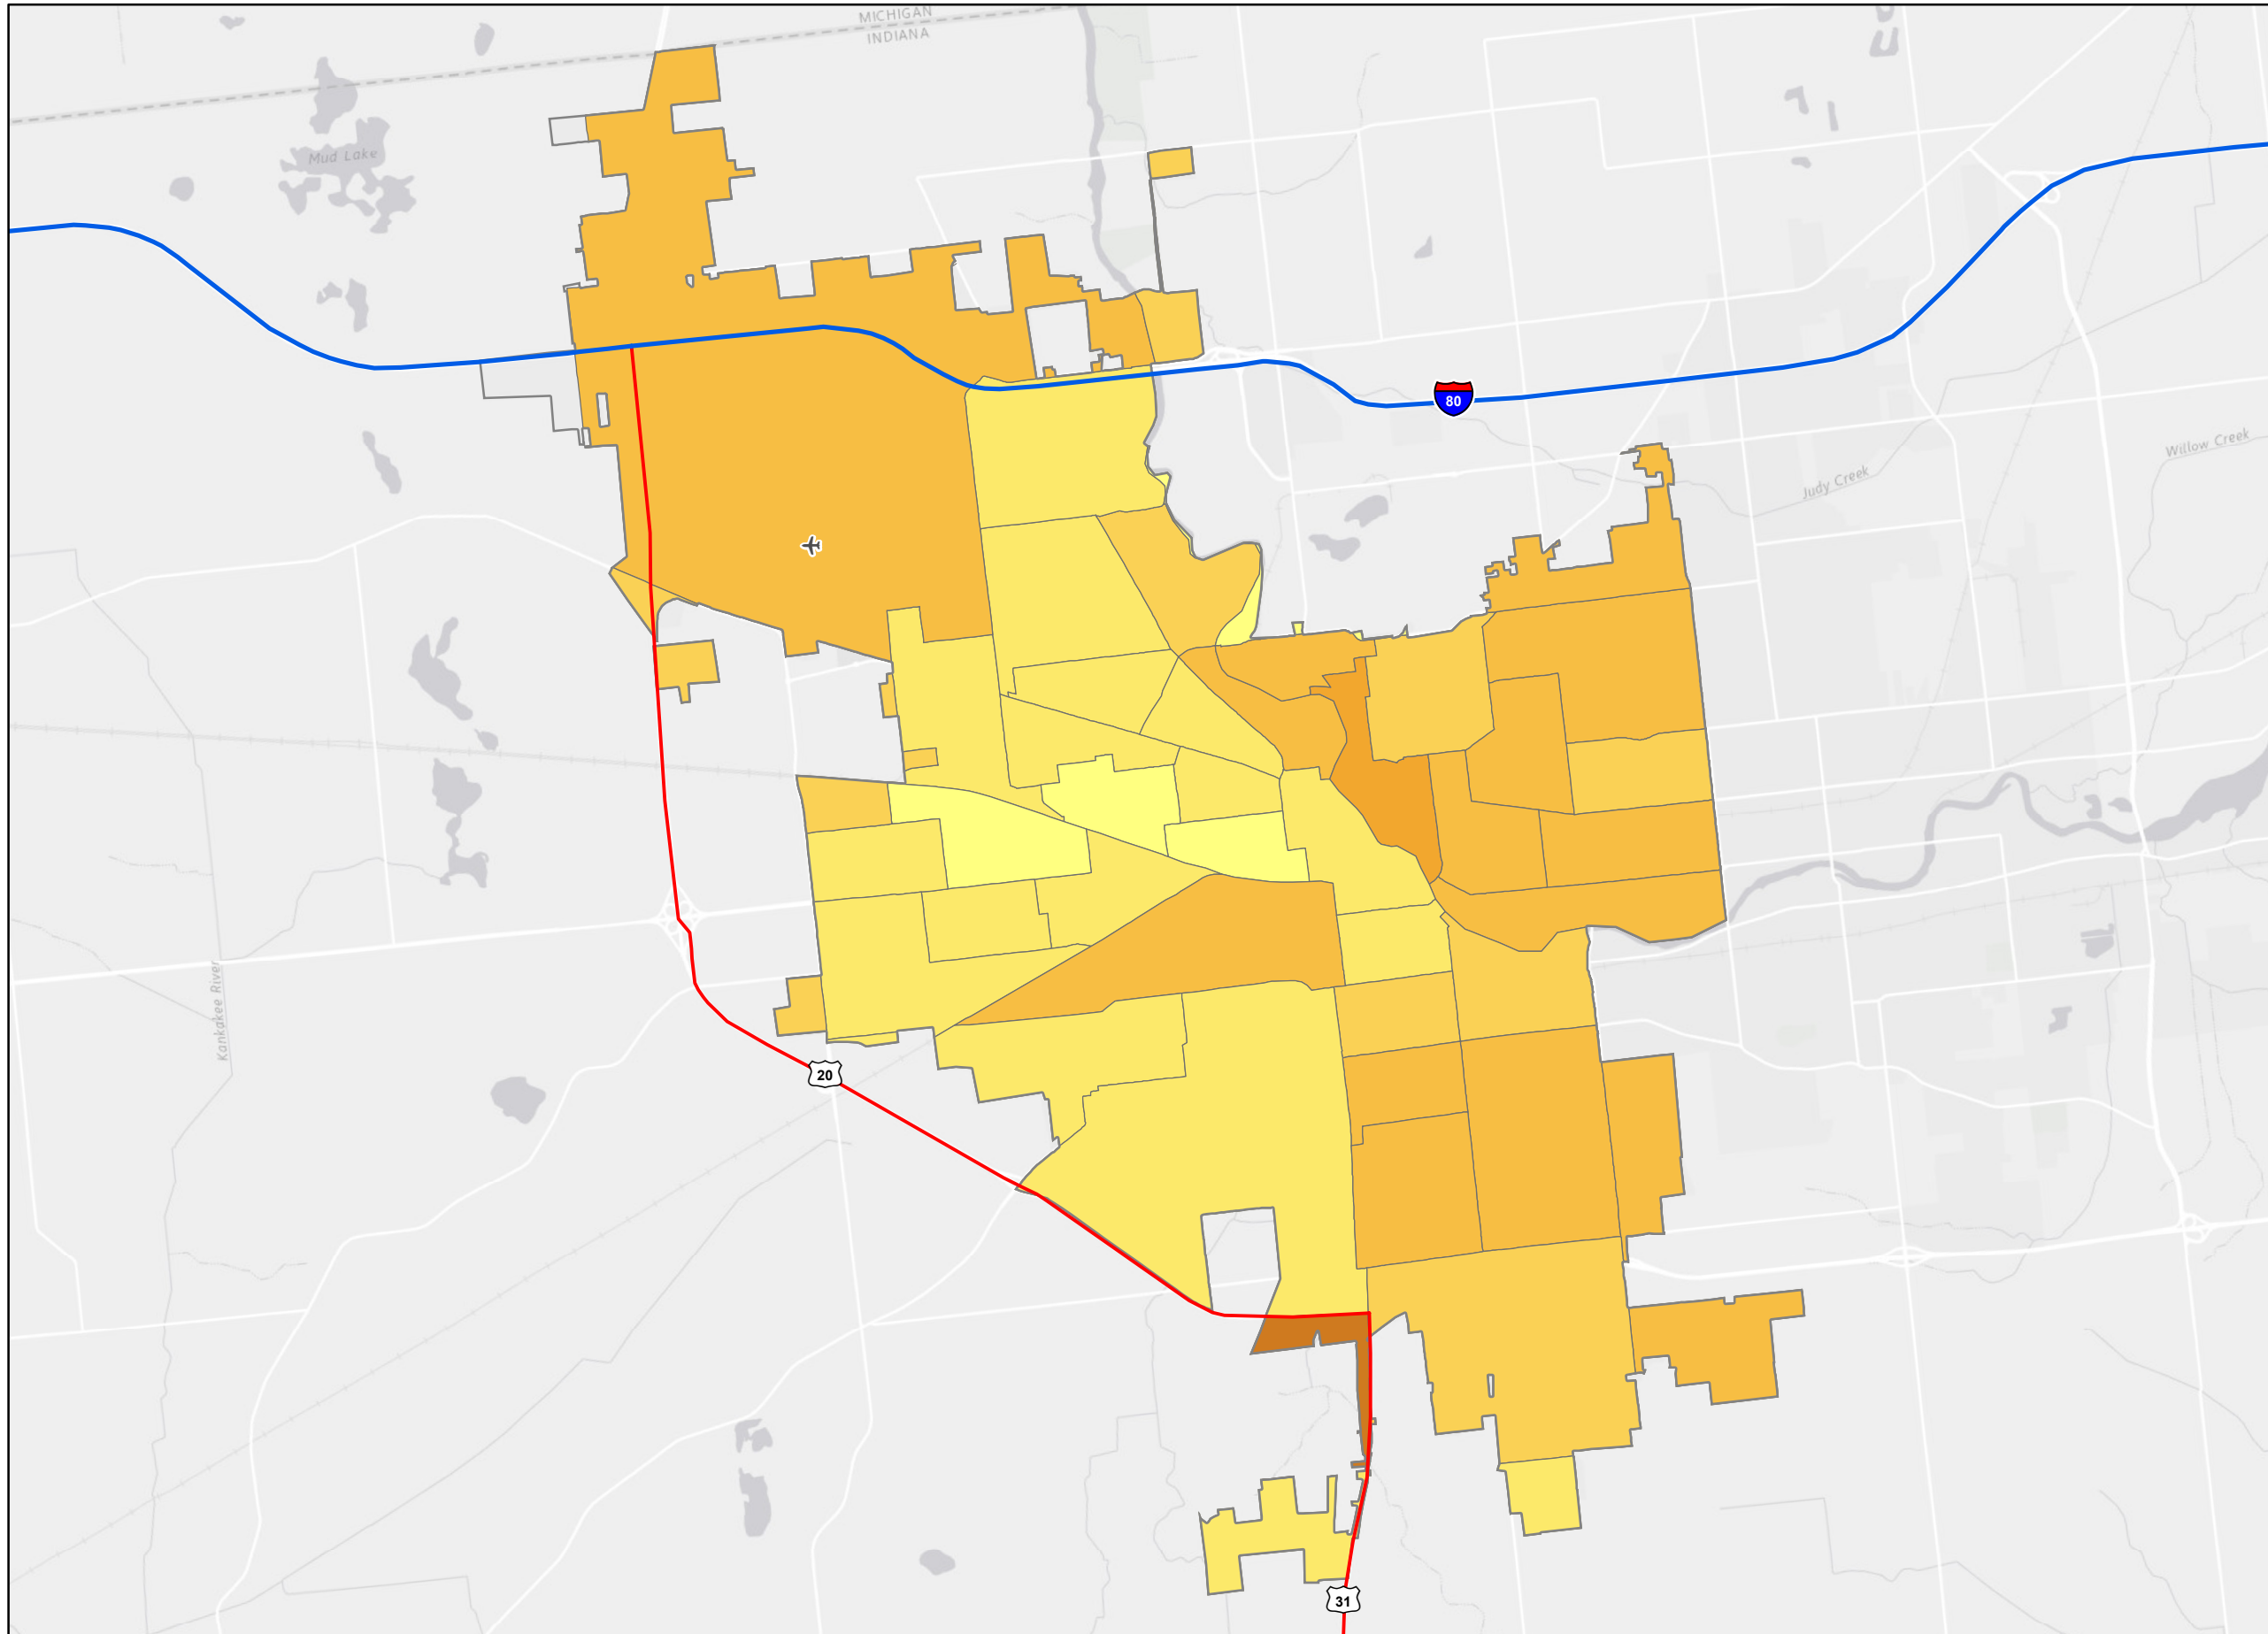 MICHIGAN
INDIANA
Mud Lake
80
Willow Creek
Judy Creek
Kankakee River
20
31